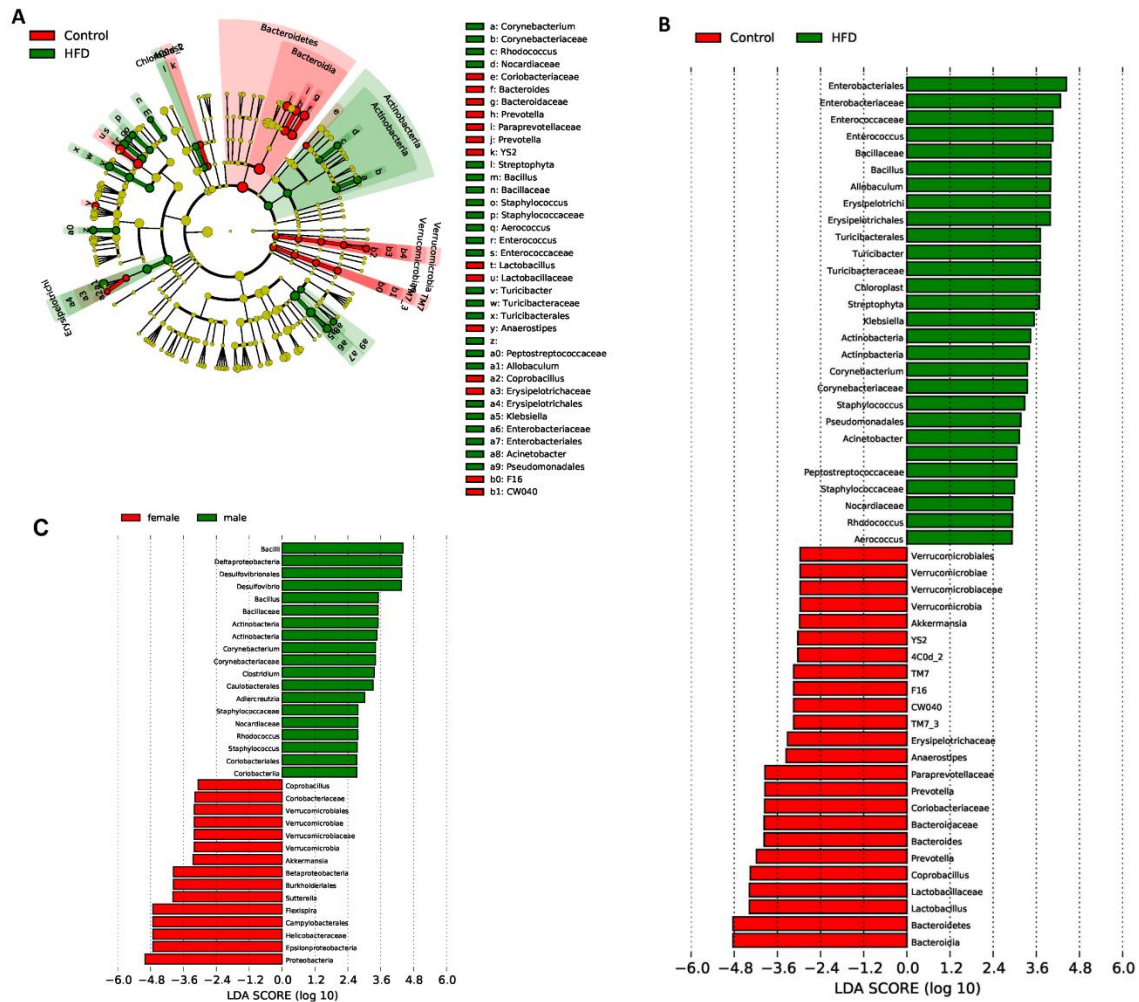 A
Control
HFD
Bacteroidetes
Bacteroidia
Actinobacteria
Actinobacteria
Verrucomicrobia
TM7
Erysipelotrichi
a: Corynebacterium
b: Corynebacteriaceae
c: Rhodococcus
d: Nocardiaceae
e: Coriobacteriaceae
f: Bacteroides
g: Bacteroidaceae
h: Prevotella
i: Paraprevotellaceae
j: Prevotella
k: YS2
l: Streptophyta
m: Bacillus
n: Bacillaceae
o: Staphylococcus
p: Staphylococcaceae
q: Aerococcus
r: Enterococcus
s: Enterococcaceae
t: Lactobacillus
u: Lactobacillaceae
v: Turicibacter
w: Turicibacteraceae
x: Turicibacterales
y: Anaerostipes
z:
a0: Peptostreptococcaceae
a1: Allobaculum
a2: Coprobacillus
a3: Erysipelotrichaceae
a4: Erysipelotrichales
a5: Klebsiella
a6: Enterobacteriaceae
a7: Enterobacteriales
a8: Acinetobacter
a9: Pseudomonadales
b0: F16
b1: CW040
B
Control HFD
Enterobacteriales
Enterobacteriaceae
Enterococcaceae
Enterococcus
Bacillaceae
Bacillus
Allobaculum
Erysipelotrichi
Erysipelotrichales
Turicibacterales
Turicibacter
Turicibacteraceae
Chloroplast
Streptophyta
Klebsiella
Actinobacteria
Actinobacteria
Corynebacterium
Corynebacteriaceae
Staphylococcus
Pseudomonadales
Acinetobacter
Peptostreptococcaceae
Staphylococcaceae
Nocardiaceae
Rhodococcus
Aerococcus
Verrucomicrobiales
Verrucomicrobiae
Verrucomicrobiaceae
Verrucomicrobia
Akkermansia
YS2
4C0d_2
TM7
F16
CW040
TM7_3
Erysipelotrichaceae
Anaerostipes
Paraprevotellaceae
Prevotella
Coriobacteriaceae
Bacteroidaceae
Bacteroides
Prevotella
Coprobacillus
Lactobacillaceae
Lactobacillus
Bacteroidetes
Bacteroidia
−6.0 −4.8 −3.6 −2.4 −1.2 0.0 1.2 2.4 3.6 4.8 6.0
LDA SCORE (log 10)
C
female male
Bacilli
Deltaproteobacteria
Desulfovibrionales
Desulfovibrio
Bacillus
Bacillaceae
Actinobacteria
Actinobacteria
Corynebacterium
Corynebacteriaceae
Clostridium
Caulobacterales
Adlercreutzia
Staphylococcaceae
Nocardiaceae
Rhodococcus
Staphylococcus
Coriobacteriales
Coriobacteriia
Coprobacillus
Coriobacteriaceae
Verrucomicrobiales
Verrucomicrobiae
Verrucomicrobiaceae
Verrucomicrobia
Akkermansia
Betaproteobacteria
Burkholderiales
Sutterella
Flexispira
Campylobacterales
Helicobacteraceae
Epsilonproteobacteria
Proteobacteria
−6.0 −4.8 −3.6 −2.4 −1.2 0.0 1.2 2.4 3.6 4.8 6.0
LDA SCORE (log 10)